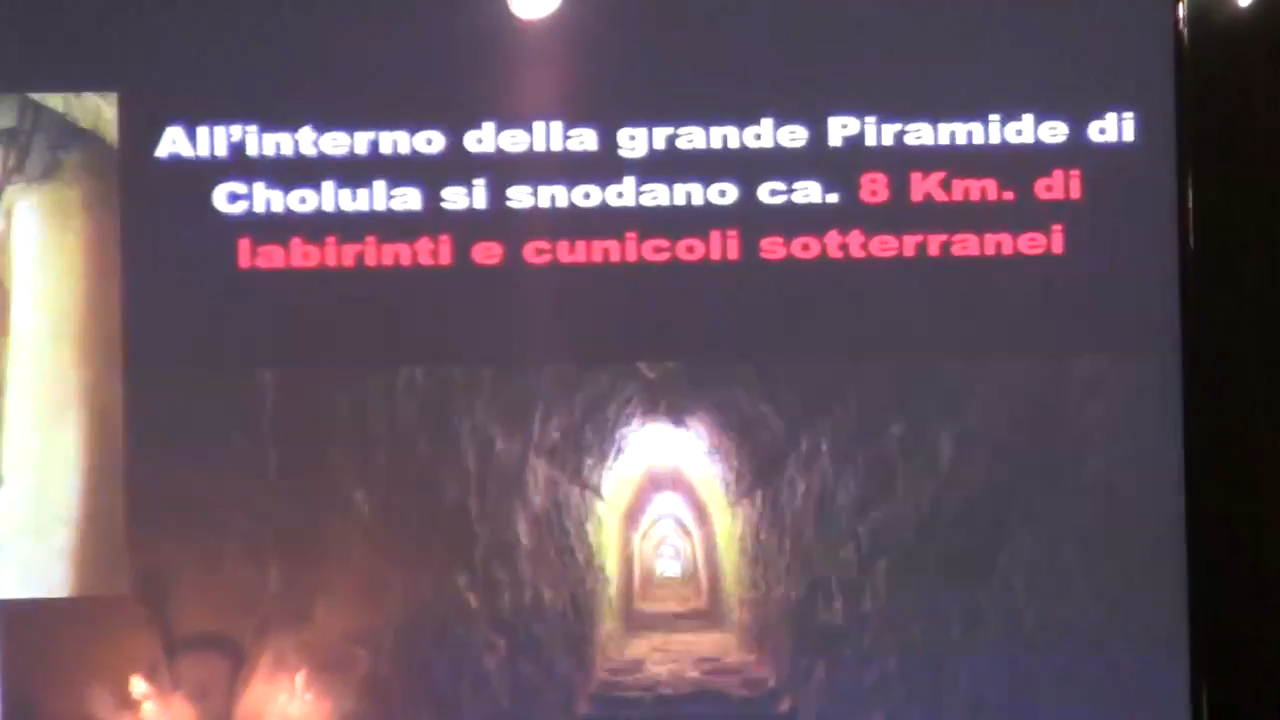 All’interno della grande Piramide di
Cholula si snodano ca. 8 Km. di
labirinti e cunicoli sotterranei